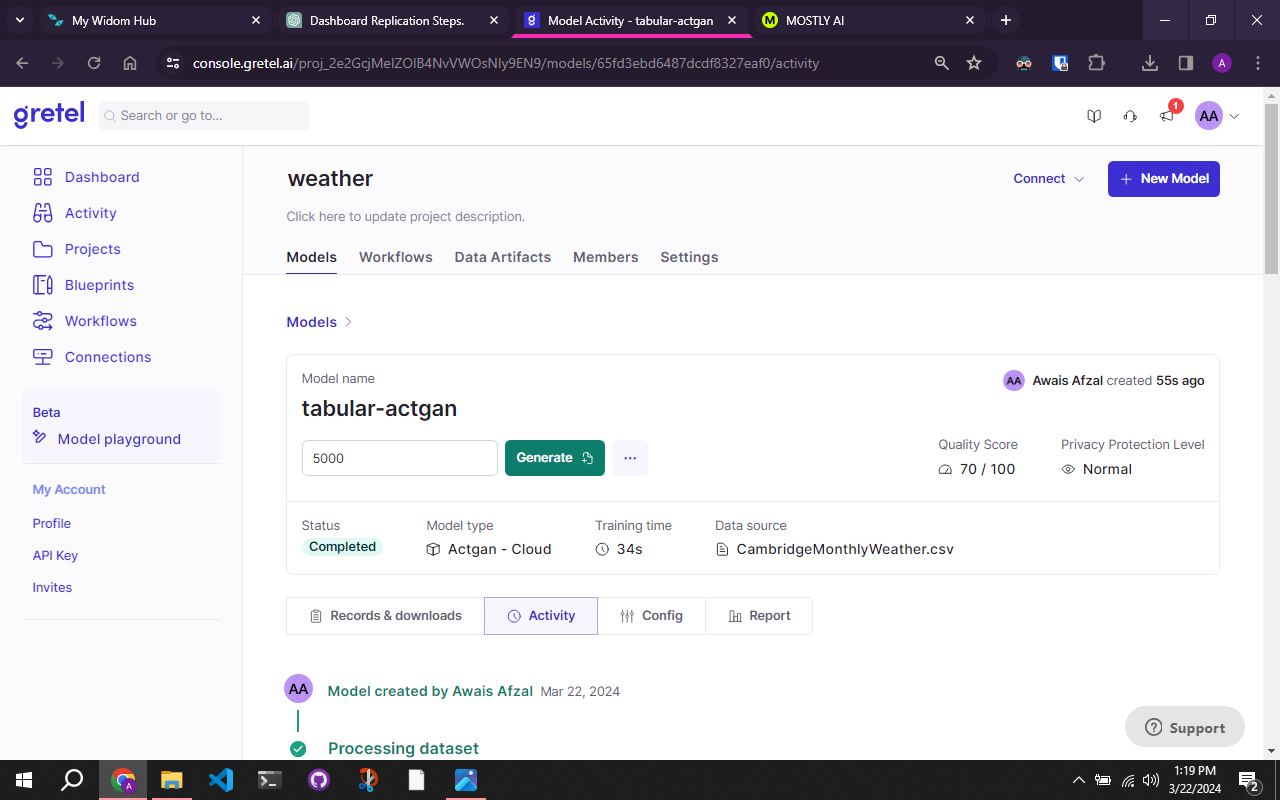 My Widom Hub
Dashboard Replication Steps.
Model Activity - tabular-actgan
M
MOSTLY AI
console.gretel.ai/proj_2e2GcjMeIZOlB4NvVWOsNIy9EN9/models/65fd3ebd6487dcdf8327eaf0/activity
A
gretel
Search or go to...
1
AA
Dashboard
Activity
Projects
Blueprints
Workflows
Connections
Beta
Model playground
My Account
Profile
API Key
Invites
weather
Connect
+ New Model
Click here to update project description.
Models Workflows Data Artifacts Members Settings
Models >
Model name
AA Awais Afzal created 55s ago
tabular-actgan
5000
Generate
...
Quality Score
70 / 100
Privacy Protection Level
Normal
Status
Completed
Model type
Actgan - Cloud
Training time
34s
Data source
CambridgeMonthlyWeather.csv
Records & downloads
Activity
Config
Report
AA Model created by Awais Afzal Mar 22, 2024
Processing dataset
Support
A
1:19 PM
3/22/2024
2